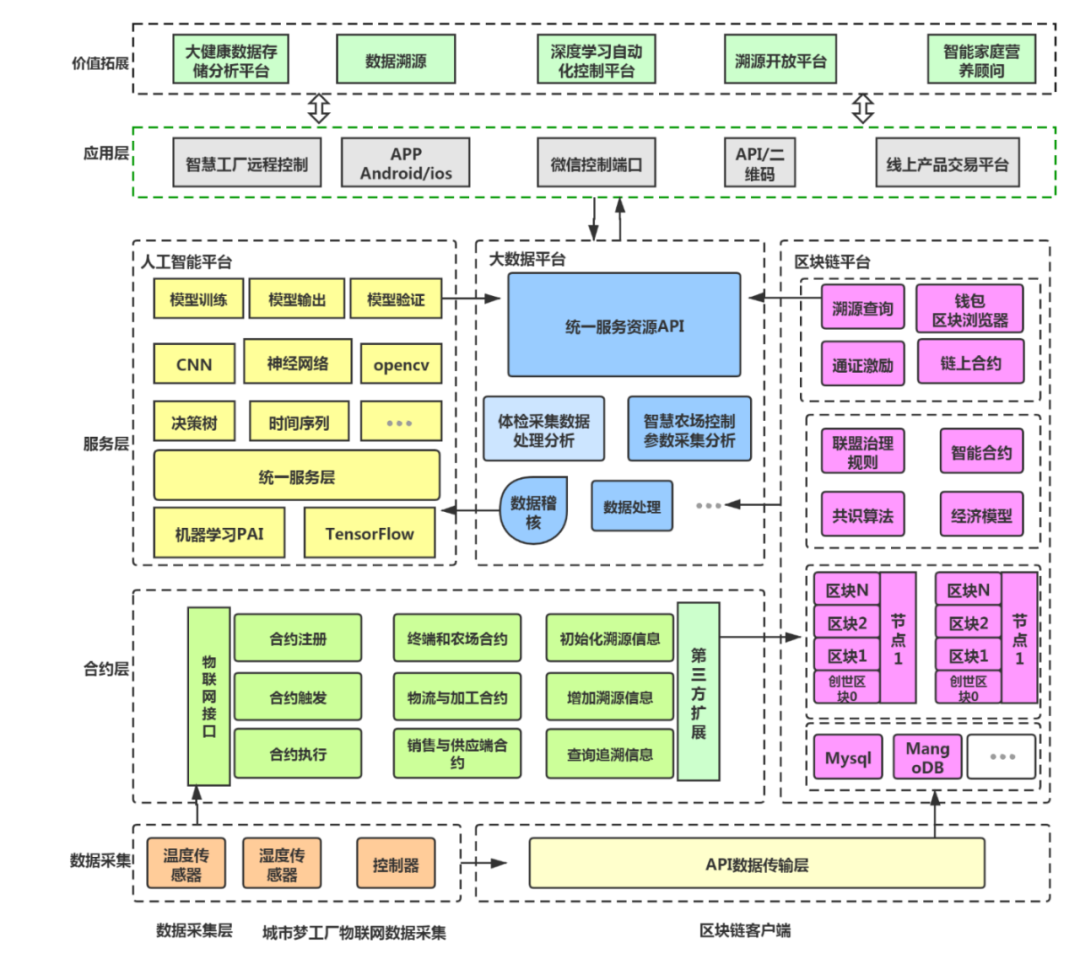 价值拓展
大健康数据存
储分析平台
数据溯源
深度学习自动
化控制平台
溯源开放平台
智能家庭营
养顾问
应用层
智慧工厂远程控制
APP
Android/ios
微信控制端口
API/二
维码
线上产品交易平台
服务层
人工智能平台
模型训练
模型输出
模型验证
CNN
神经网络
opencv
决策树
时间序列
•••
统一服务层
机器学习PAI
TensorFlow
大数据平台
统一服务资源API
体检采集数据
处理分析
智慧农场控制
参数采集分析
数据稽
核
数据处理
•••
区块链平台
溯源查询
钱包
区块浏览器
通证激励
链上合约
联盟治理
规则
智能合约
共识算法
经济模型
区块N
区块2
区块1
创世区
块0
节
点
1
区块N
区块2
区块1
创世区
块0
节
点
1
Mysql
Mang
oDB
•••
合约层
物
联
网
接
口
合约注册
终端和农场合约
初始化溯源信息
合约触发
物流与加工合约
增加溯源信息
合约执行
销售与供应端合
约
查询追溯信息
第
三
方
扩
展
数据采集
温度传
感器
湿度传
感器
控制器
API数据传输层
数据采集层
城市梦工厂物联网数据采集
区块链客户端